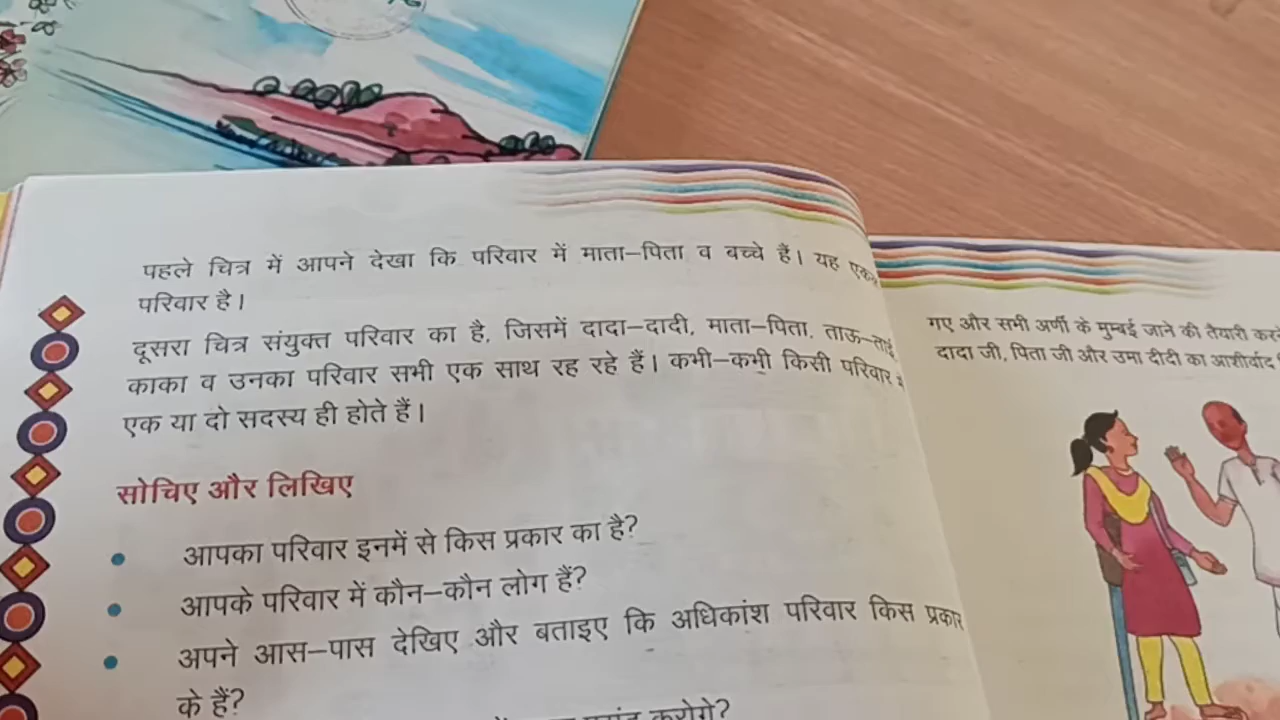 पहले चित्र में आपने देखा कि परिवार में माता–पिता व बच्चे हैं। यह
परिवार है।
दूसरा चित्र संयुक्त परिवार का है, जिसमें दादा–दादी, माता–पिता, ताऊ–ताई,
काका व उनका परिवार सभी एक साथ रह रहे हैं। कभी–कभी किसी परिवार
एक या दो सदस्य ही होते हैं।
सोचिए और लिखिए
आपका परिवार इनमें से किस प्रकार का है?
आपके परिवार में कौन–कौन लोग हैं?
अपने आस–पास देखिए और बताइए कि अधिकांश परिवार किस प्रकार
के हैं?
करोगे?
गए और सभी अर्णी के मुम्बई जाने की तैयारी
दादा जी, पिता जी और उमा दीदी का आशीर्वाद